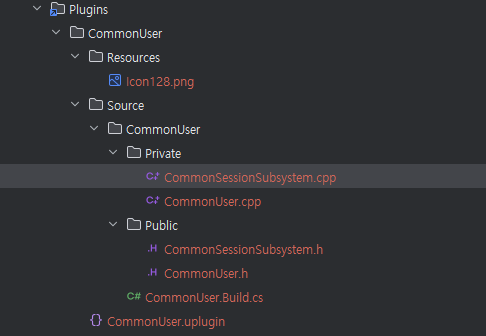 Plugins
CommonUser
Resources
Icon128.png
Source
CommonUser
Private
C++ CommonSessionSubsystem.cpp
C++ CommonUser.cpp
Public
.H CommonSessionSubsystem.h
.H CommonUser.h
C# CommonUser.Build.cs
{} CommonUser.uplugin